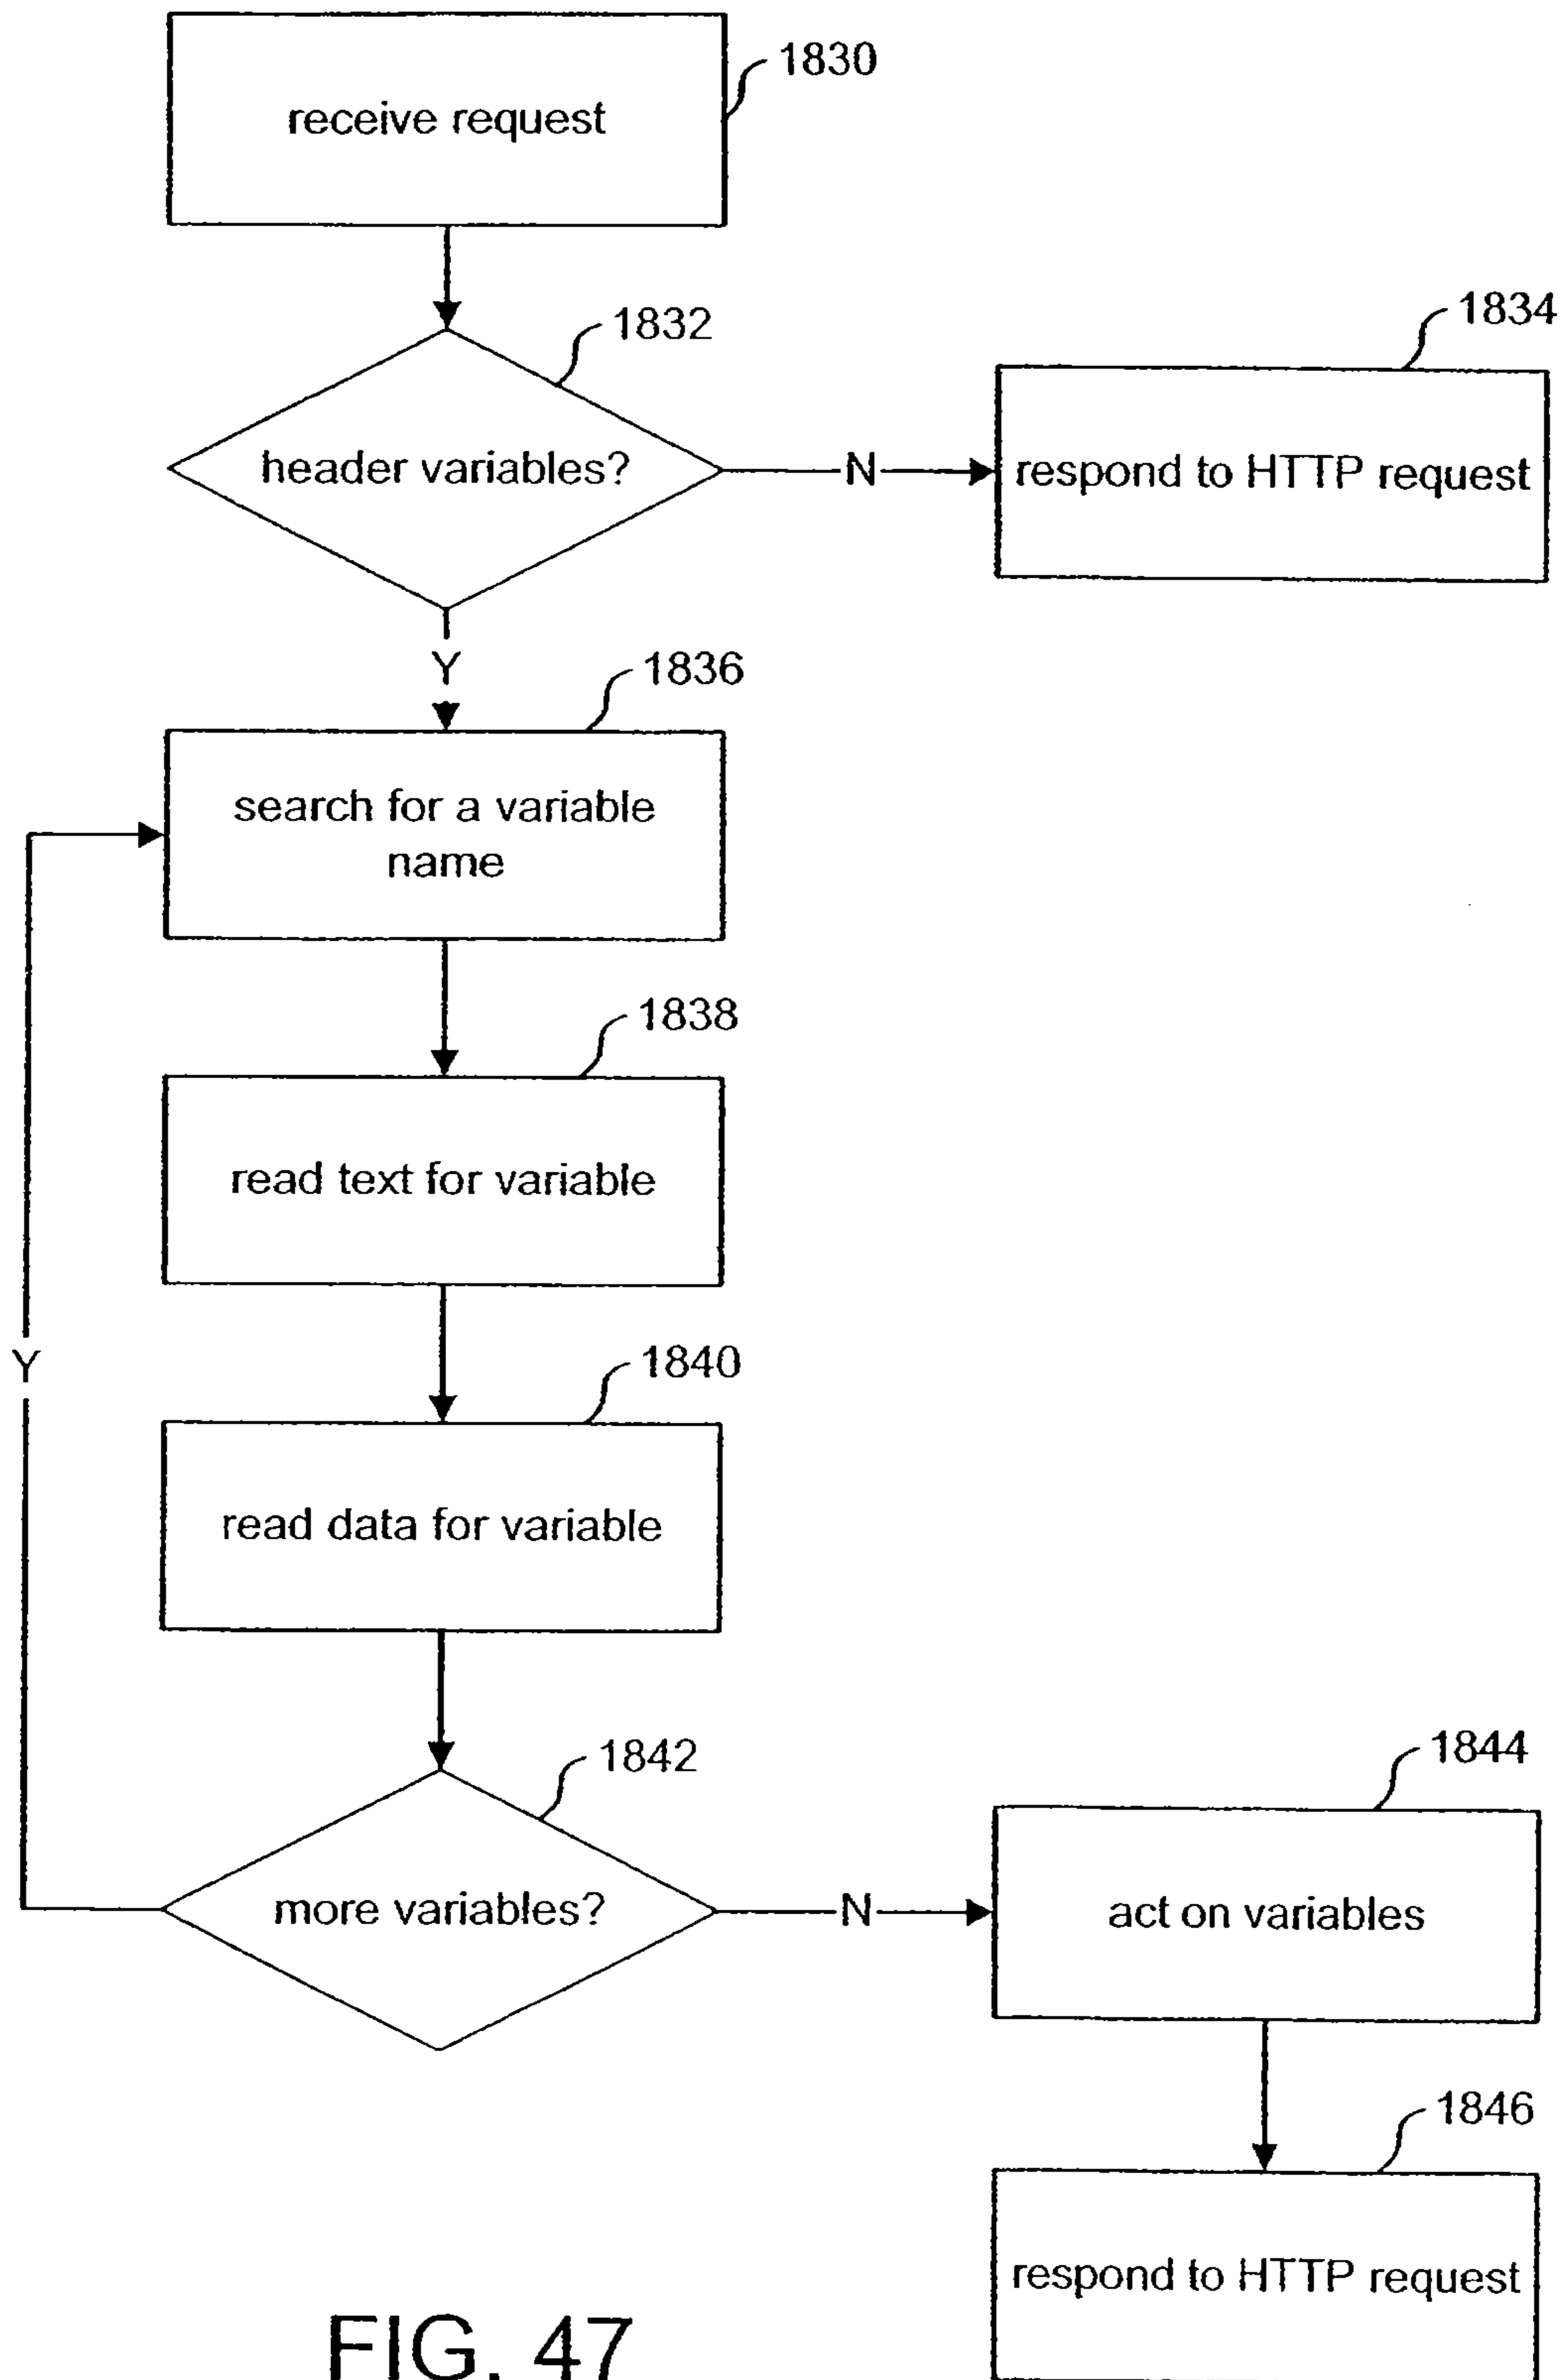 receive request
1830
1832
header variables?
N
1834
respond to HTTP request
Y
1836
search for a variable
name
1838
read text for variable
Y
1840
read data for variable
1842
more variables?
N
1844
act on variables
1846
respond to HTTP request
FIG. 47